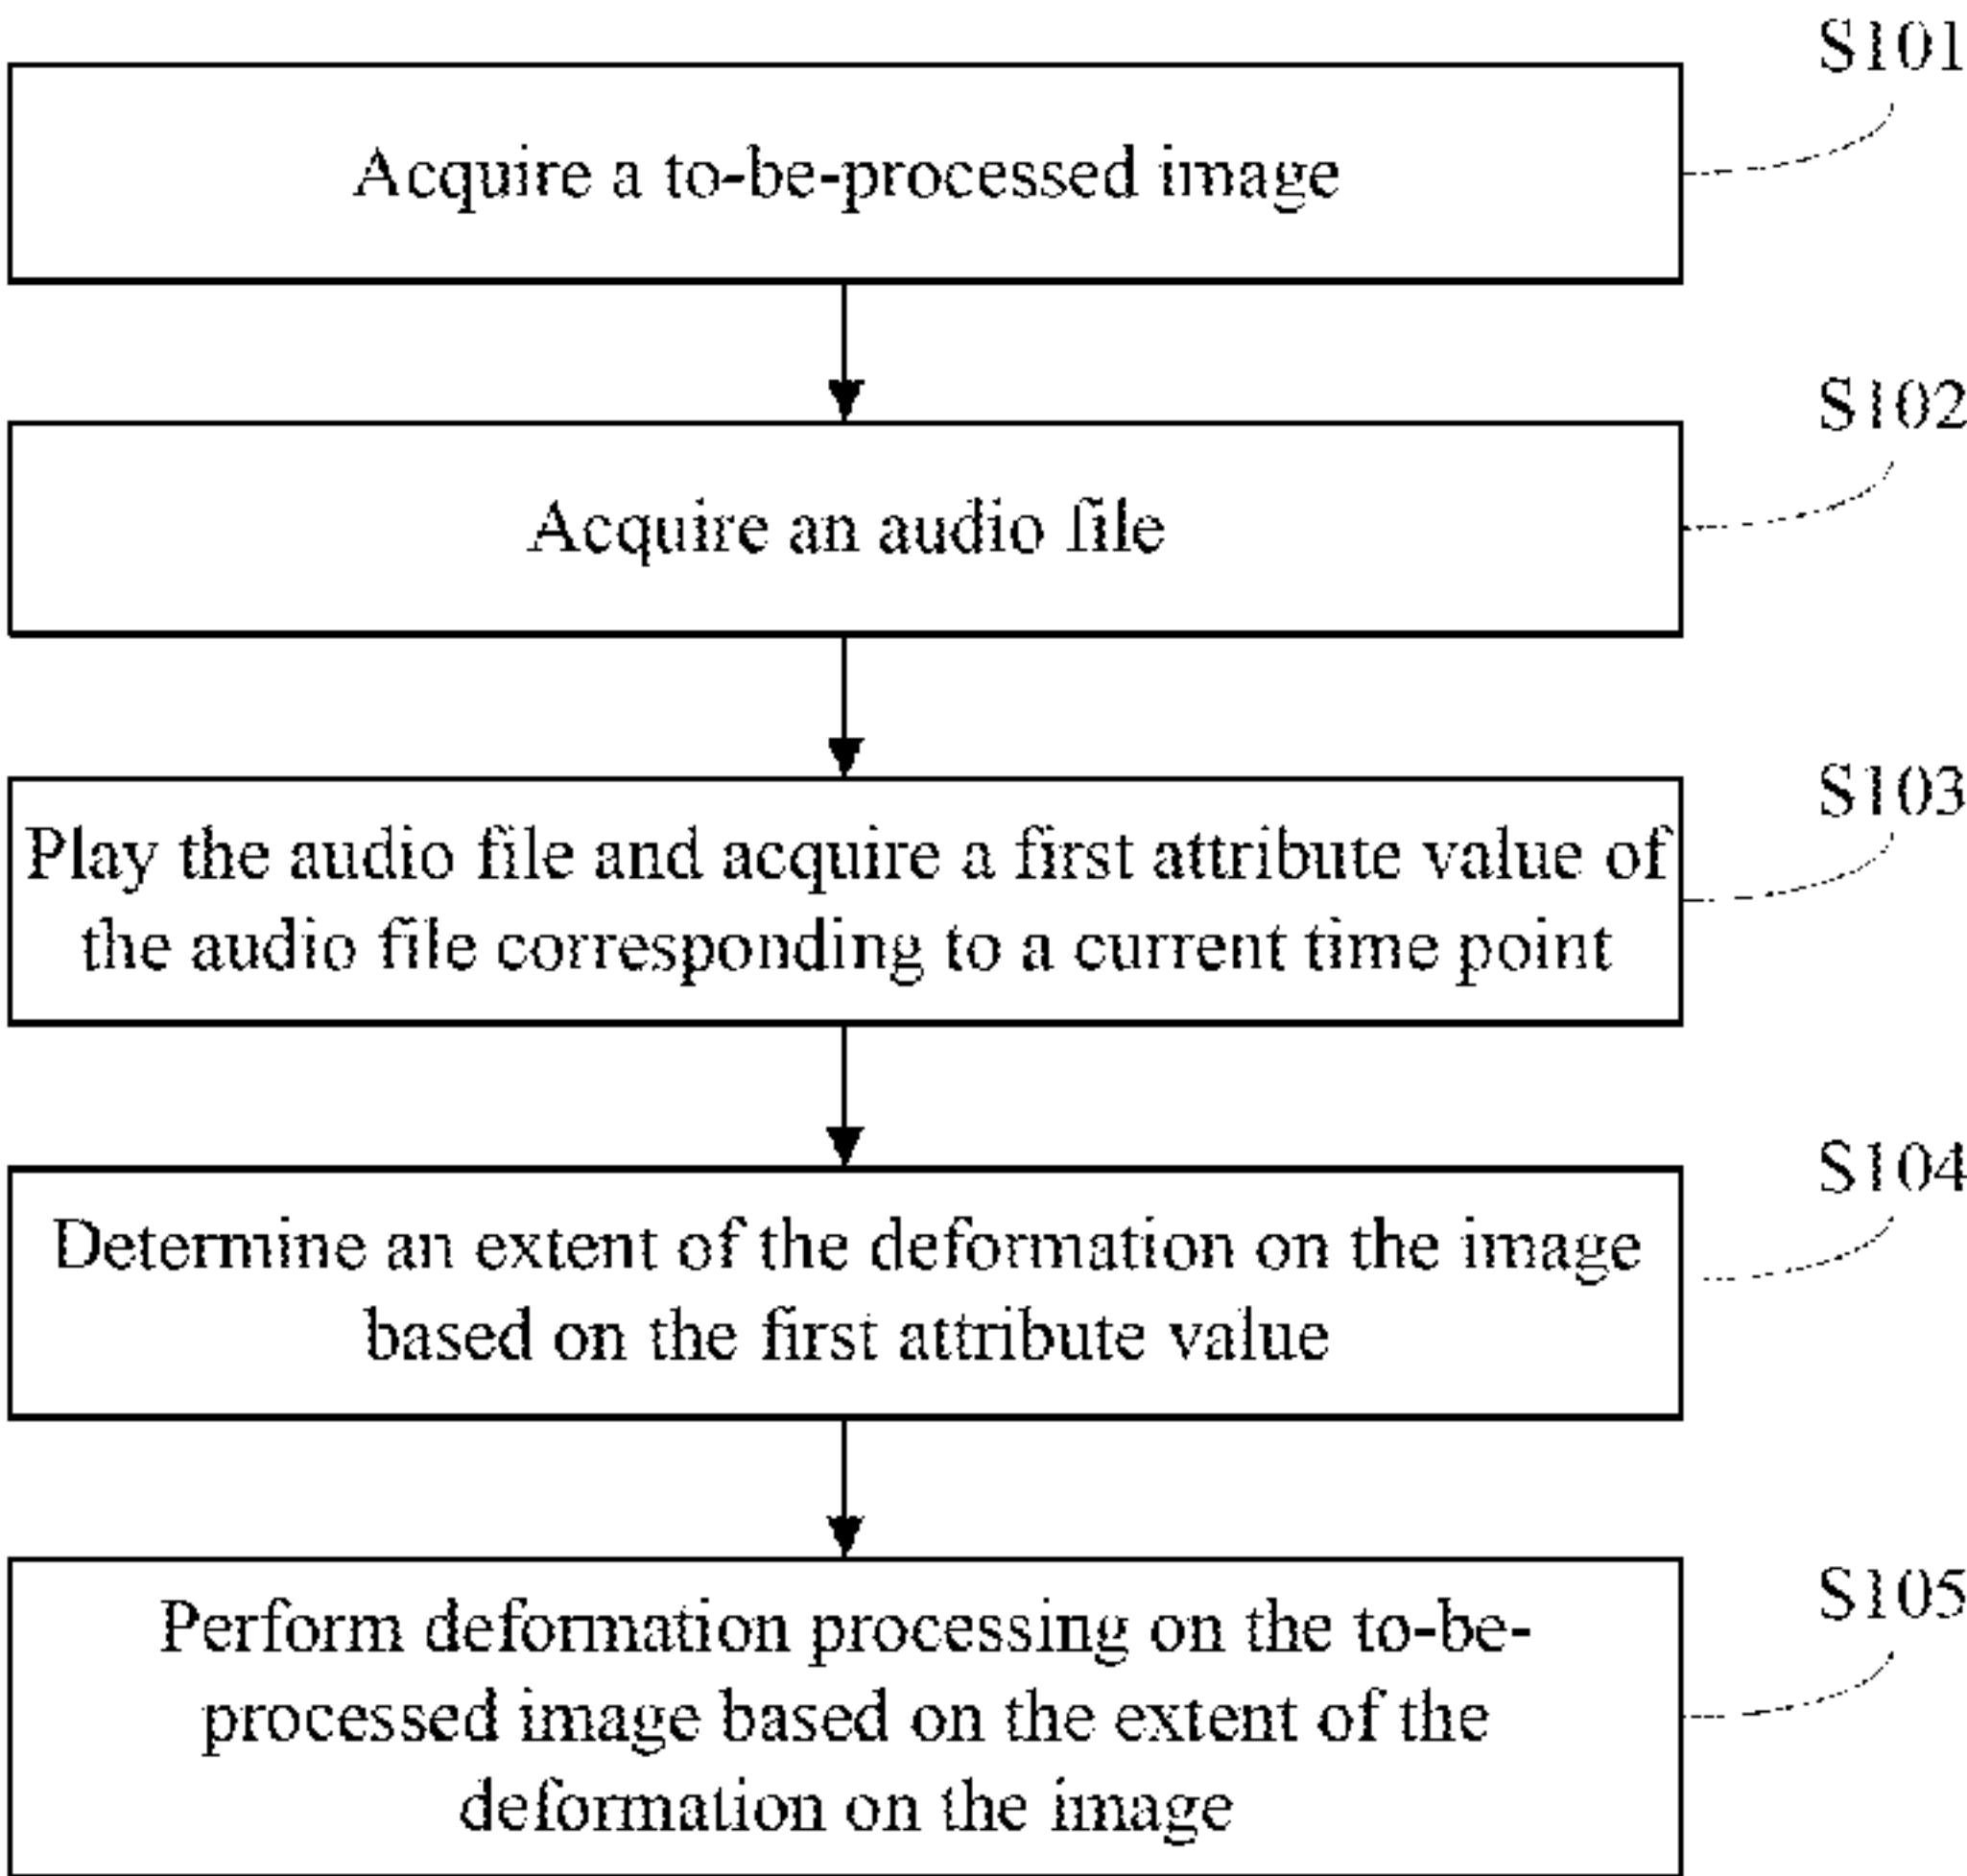 S101
Acquire a to-be-processed image
S102
Acquire an audio file
S103
Play the audio file and acquire a first attribute value of
the audio file corresponding to a current time point
S104
Determine an extent of the deformation on the image
based on the first attribute value
S105
Perform deformation processing on the to-be-
processed image based on the extent of the
deformation on the image